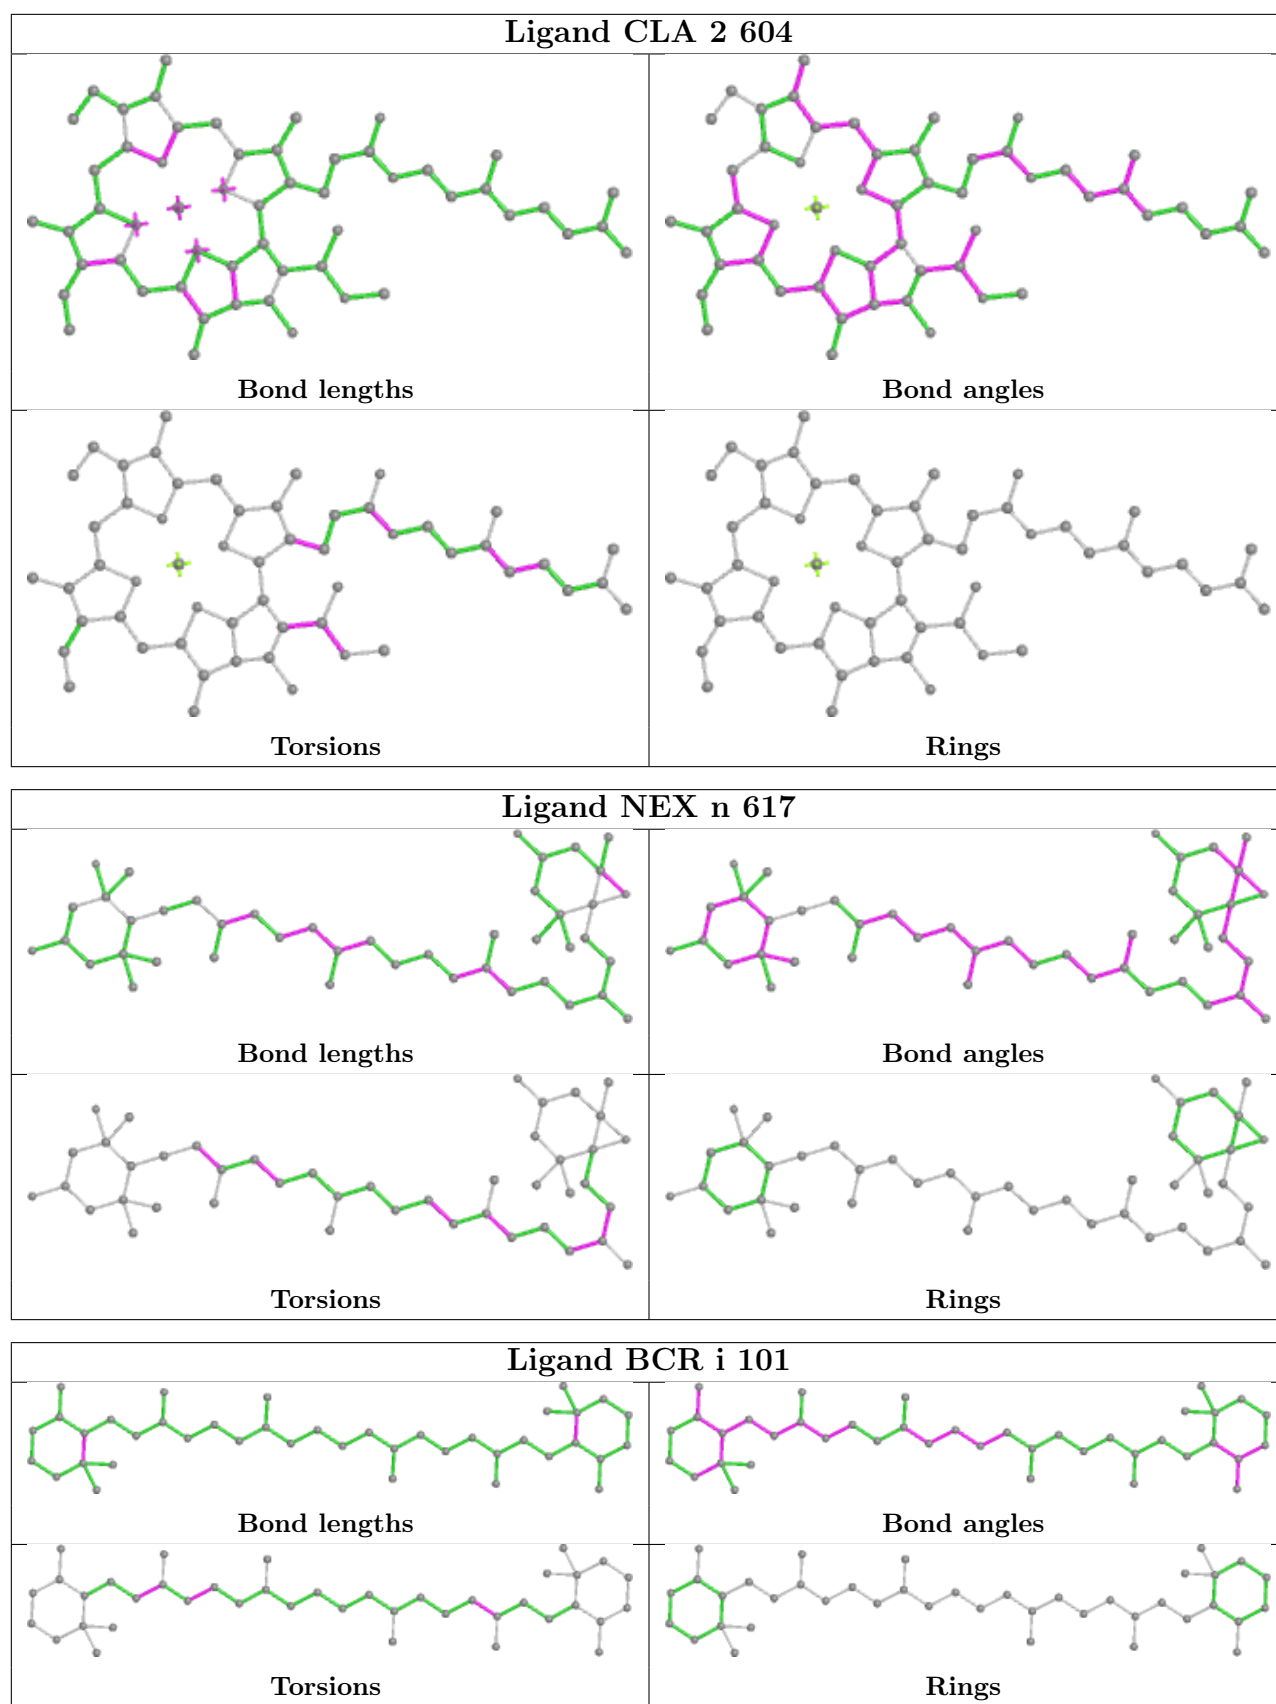 Ligand CLA 2 604
Bond lengths
Bond angles
Torsions
Rings
Ligand NEX n 617
Bond lengths
Bond angles
Torsions
Rings
Ligand BCR i 101
Bond lengths
Bond angles
Torsions
Rings